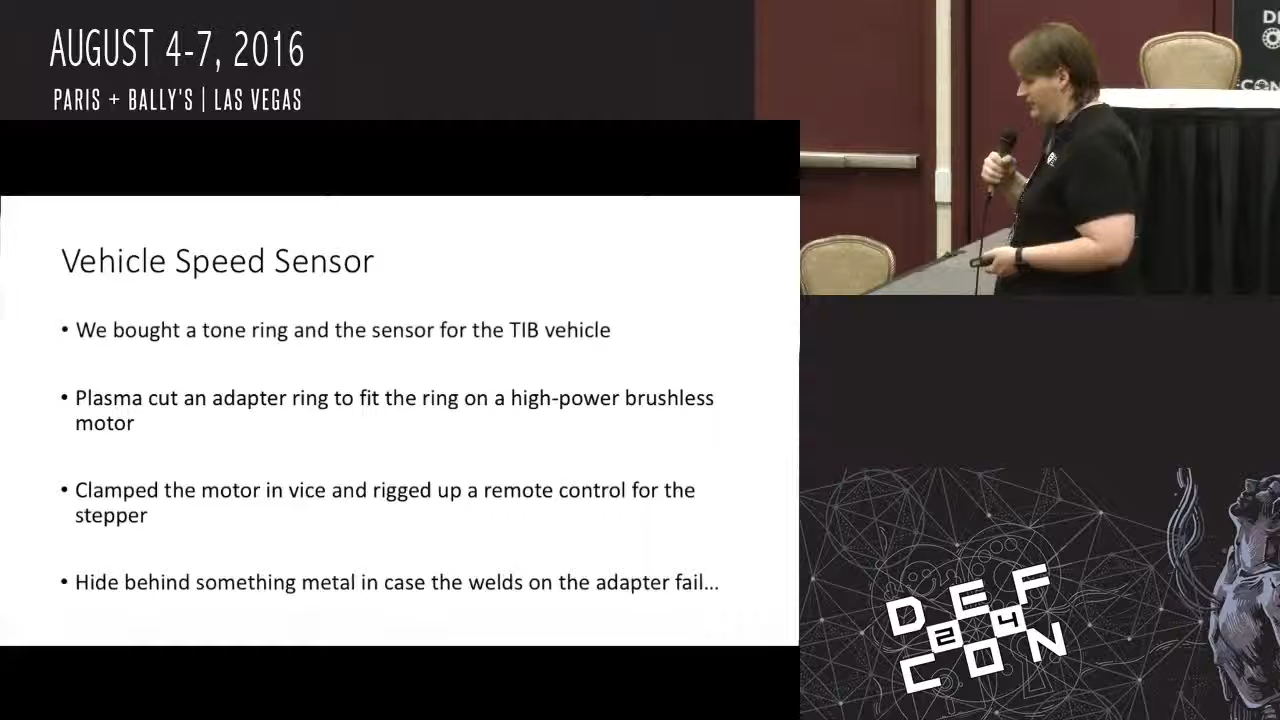 AUGUST 4-7, 2016
PARIS + BALLY'S | LAS VEGAS
Vehicle Speed Sensor
• We bought a tone ring and the sensor for the TIB vehicle
• Plasma cut an adapter ring to fit the ring on a high-power brushless
motor
• Clamped the motor in vice and rigged up a remote control for the
stepper
• Hide behind something metal in case the welds on the adapter fail...
DEF
24
CON